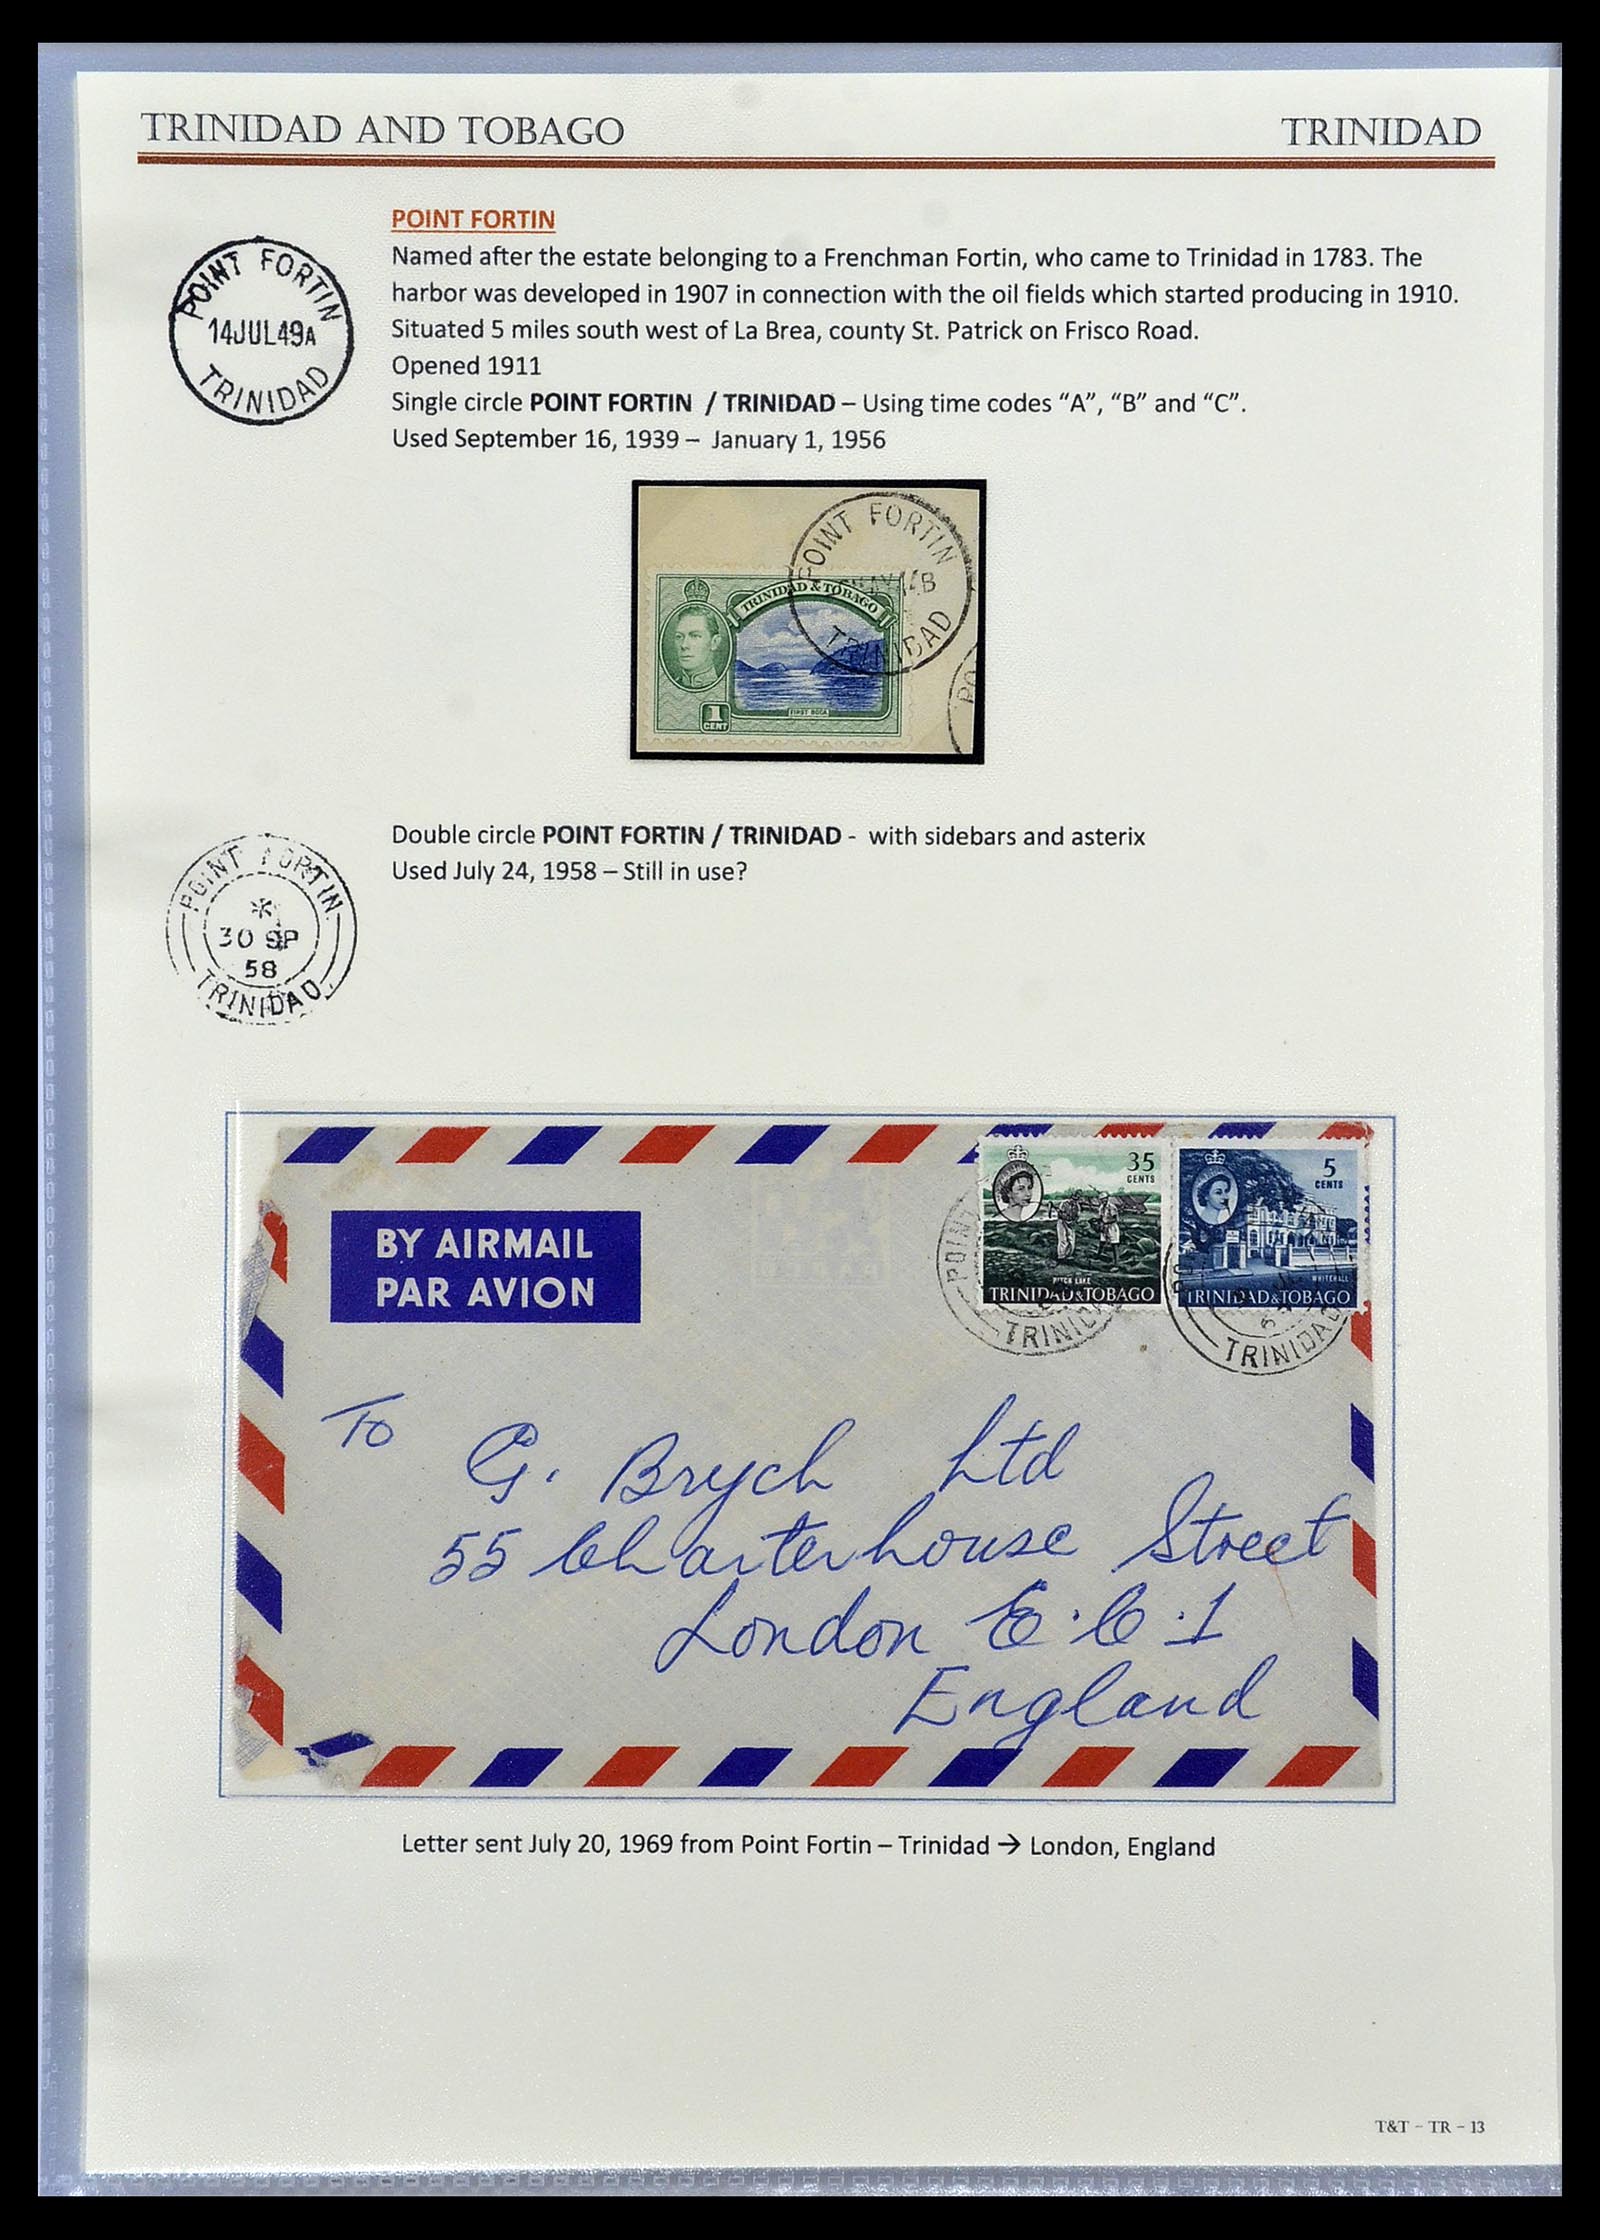 TRINIDAD AND TOBAGO TRINIDAD
POINT FORTIN
Named after the estate belonging to a Frenchman Fortin, who came to Trinidad in 1783. The
harbor was developed in 1907 in connection with the oil fields which started producing in 1910.
Situated 5 miles south west of La Brea, county St. Patrick on Frisco Road.
Opened 1911
Single circle POINT FORTIN / TRINIDAD – Using time codes “A”, “B” and “C”.
Used September 16, 1939 – January 1, 1956
POINT FORTIN
14JUL49A
TRINIDAD
POINT FORTIN
B
TRINIDAD
TRINIDAD & TOBAGO
FIRST BOCA
1
CENT
PO
Double circle POINT FORTIN / TRINIDAD - with sidebars and asterix
Used July 24, 1958 – Still in use?
POINT FORTIN
*
30 SP
58
TRINIDAD
BY AIRMAIL
PAR AVION
35
CENTS
PITCH LAKE
TRINIDAD & TOBAGO
5
CENTS
WHITEHALL
TRINIDAD & TOBAGO
POINT
TRINIDA
TRINIDAD
To
G. Brych Ltd
55 Charterhouse Street
London E.C.1
England
Letter sent July 20, 1969 from Point Fortin – Trinidad → London, England
T&T – TR – 13